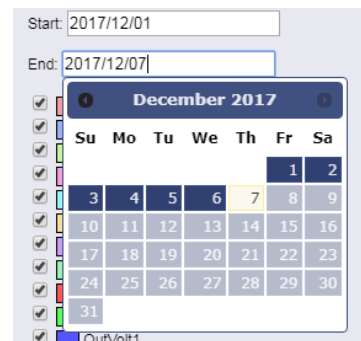 Start: 2017/12/01
End: 2017/12/07
December 2017
Su Mo Tu We Th Fr Sa
1 2
3 4 5 6 7 8 9
10 11 12 13 14 15 16
17 18 19 20 21 22 23
24 25 26 27 28 29 30
31
OutVolt1